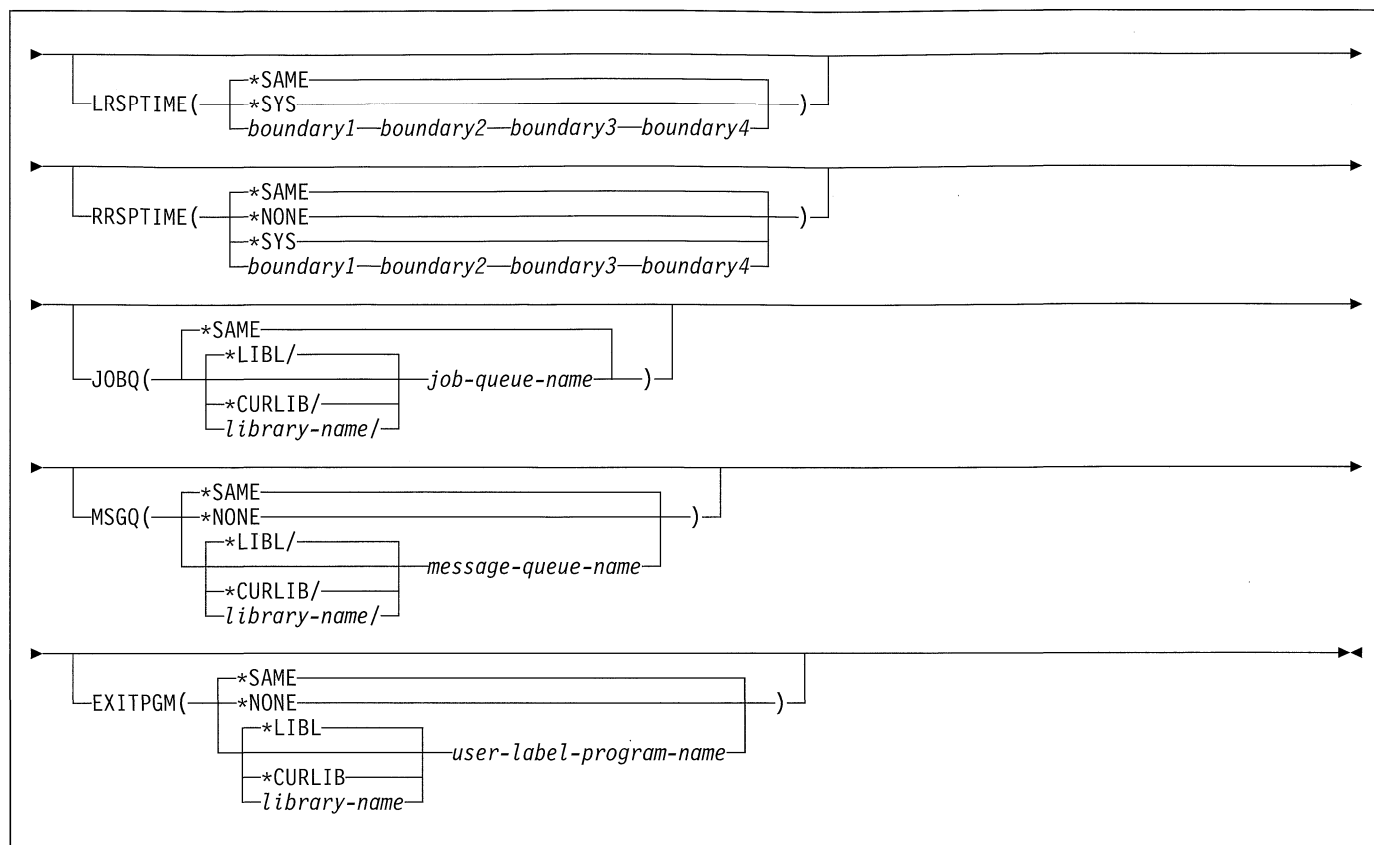 *SAME
LRSPTIME( *SYS )
boundary1 boundary2 boundary3 boundary4
*SAME
RRSPTIME( *NONE )
*SYS
boundary1 boundary2 boundary3 boundary4
*SAME
*LIBL/
JOBQ( job-queue-name )
*CURLIB/
library-name/
*SAME
MSGQ( *NONE )
*LIBL/
message-queue-name
*CURLIB/
library-name/
*SAME
EXITPGM( *NONE )
*LIBL
user-label-program-name
*CURLIB
library-name